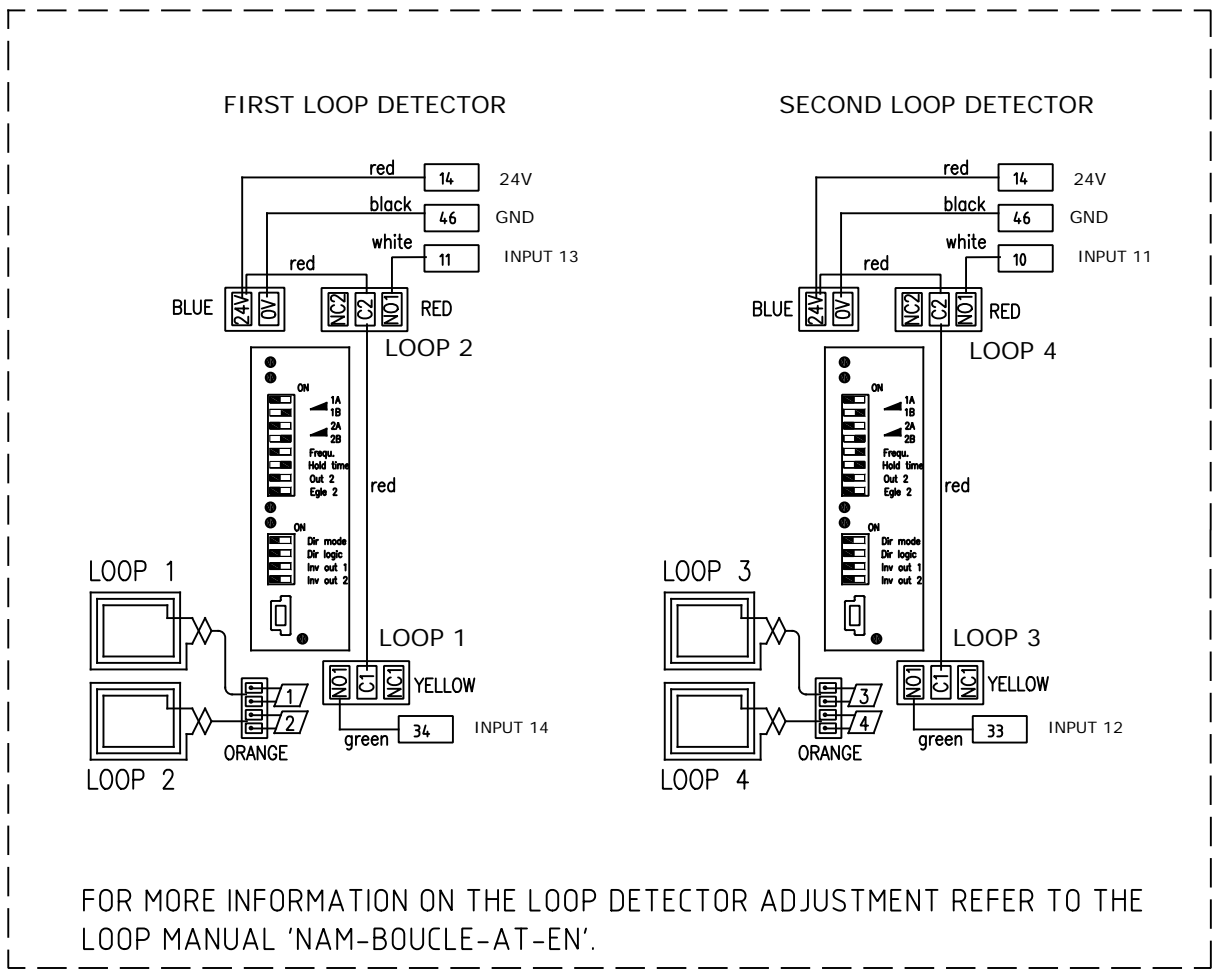 FIRST LOOP DETECTOR
red
14
24V
black
46
GND
white
11
INPUT 13
red
BLUE
24V
0V
NC2
C2
NO1
RED
LOOP 2
ON
1A
1B
2A
2B
Frequ.
Hold time
Out 2
Egle 2
red
ON
Dir mode
Dir logic
Inv out 1
Inv out 2
LOOP 1
LOOP 1
NO1
C1
NC1
YELLOW
1
2
ORANGE
green
34
INPUT 14
LOOP 2
SECOND LOOP DETECTOR
red
14
24V
black
46
GND
white
10
INPUT 11
red
BLUE
24V
0V
NC2
C2
NO1
RED
LOOP 4
ON
1A
1B
2A
2B
Frequ.
Hold time
Out 2
Egle 2
red
ON
Dir mode
Dir logic
Inv out 1
Inv out 2
LOOP 3
LOOP 3
NO1
C1
NC1
YELLOW
3
4
ORANGE
green
33
INPUT 12
LOOP 4
FOR MORE INFORMATION ON THE LOOP DETECTOR ADJUSTMENT REFER TO THE
LOOP MANUAL 'NAM-BOUCLE-AT-EN'.